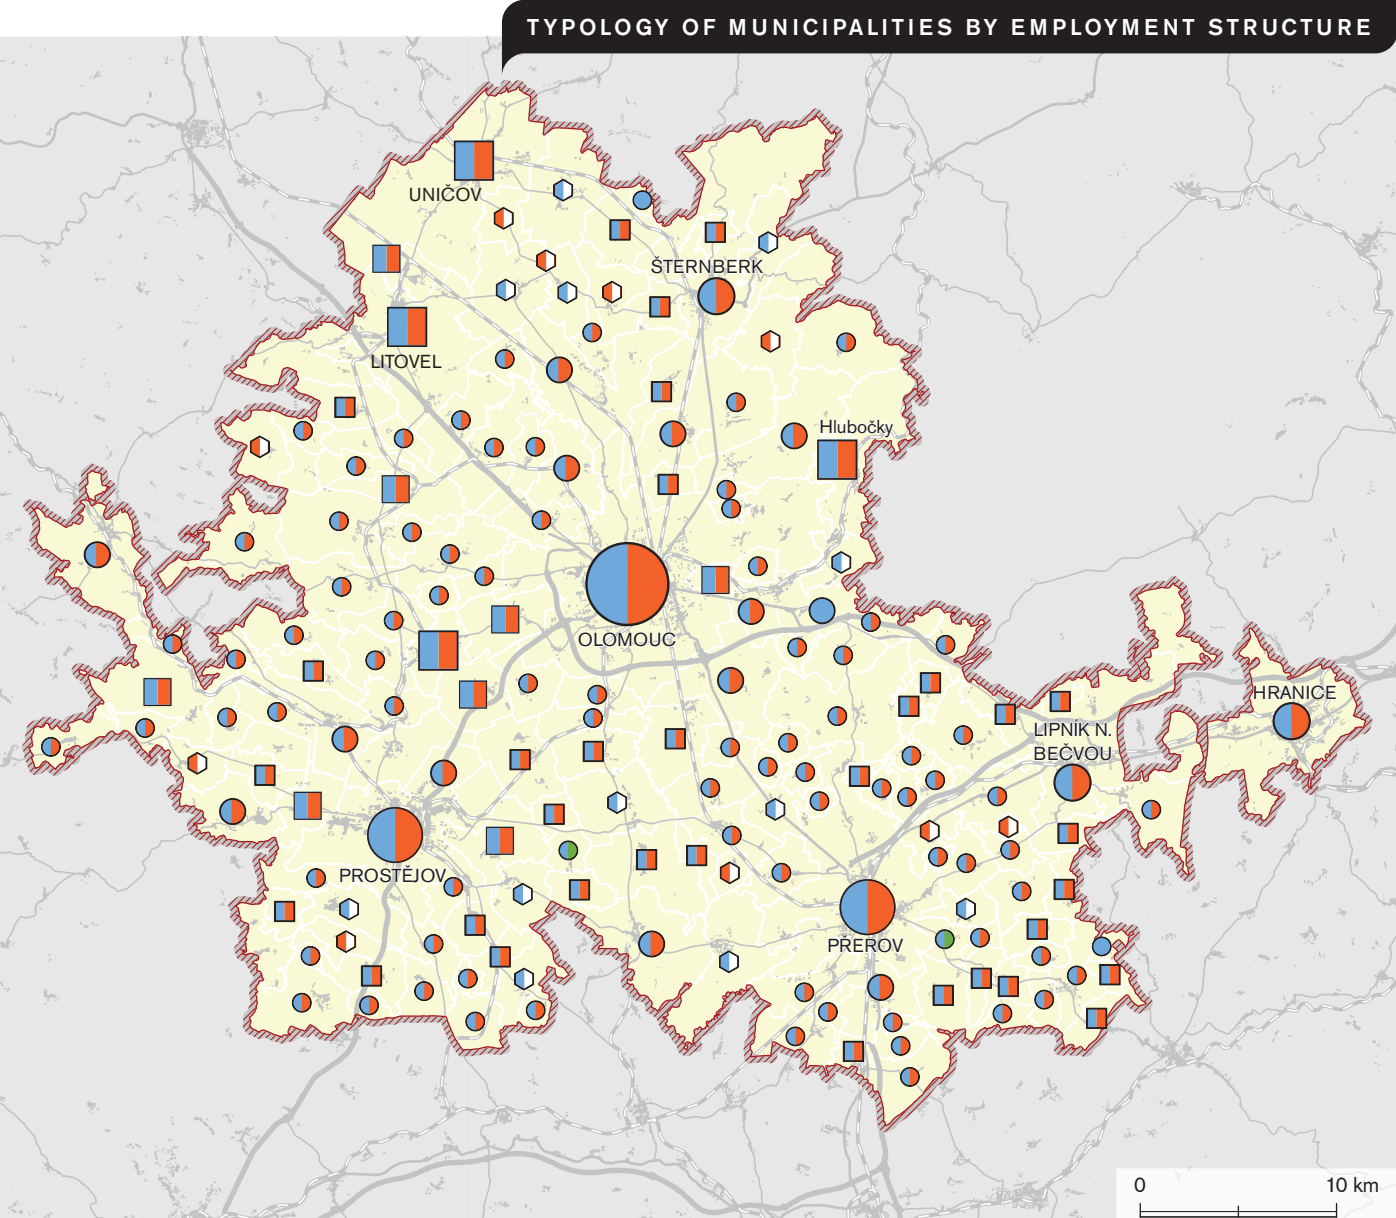 TYPOLOGY OF MUNICIPALITIES BY EMPLOYMENT STRUCTURE
UNIČOV
ŠTERNBERK
LITOVEL
Hlubočky
OLOMOUC
HRANICE
LIPNÍK N.
BEČVOU
PROSTĚJOV
PŘEROV
0 10 km